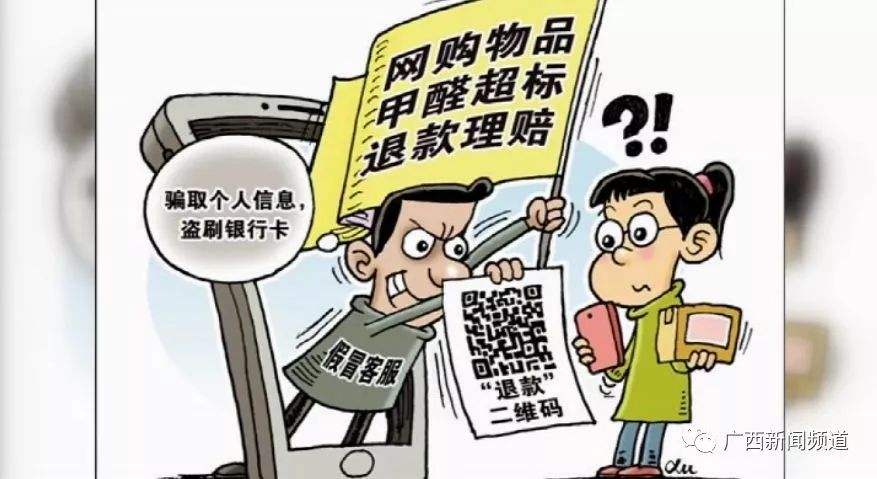 网购物品
甲醛超标
退款理赔
?!
骗取个人信息，
盗刷银行卡
假冒客服
“退款”
二维码
广西新闻频道